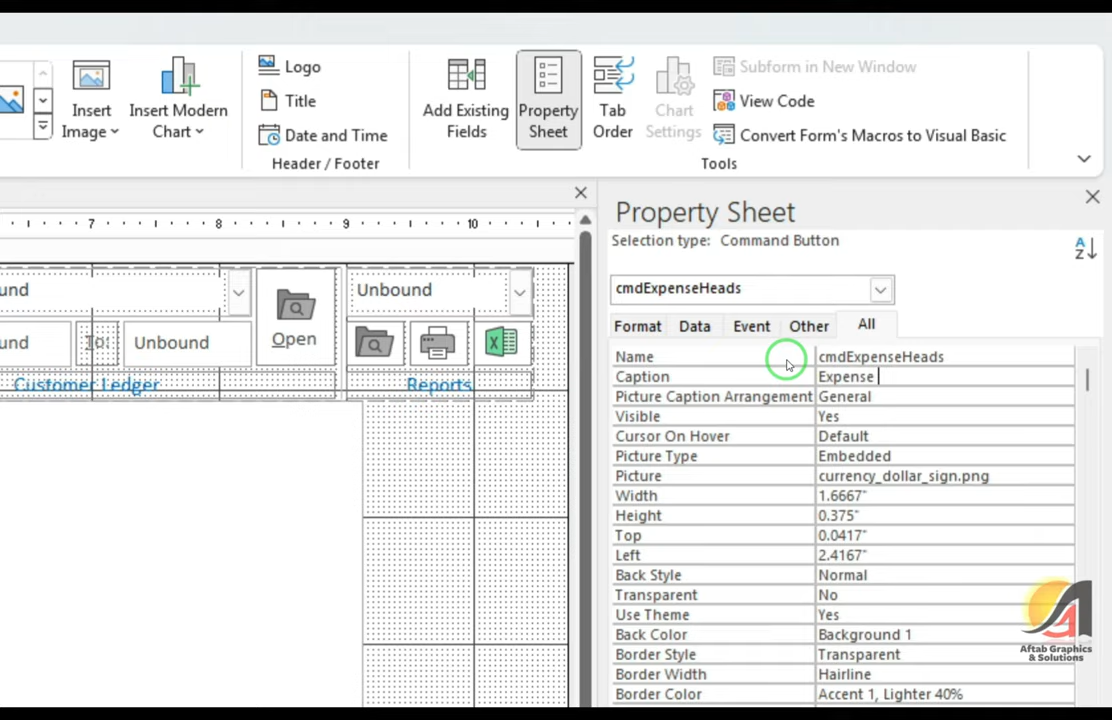 Insert
Image
Insert Modern
Chart
Logo
Title
Date and Time
Header / Footer
Add Existing
Fields
Property
Sheet
Tab
Order
Chart
Settings
Subform in New Window
View Code
Convert Form's Macros to Visual Basic
Tools
7 8 9 10
und
Open
Unbound
und
To:
Unbound
Customer Ledger
Reports
Property Sheet
Selection type: Command Button
cmdExpenseHeads
Format Data Event Other All
Name cmdExpenseHeads
Caption Expense
Picture Caption Arrangement General
Visible Yes
Cursor On Hover Default
Picture Type Embedded
Picture currency_dollar_sign.png
Width 1.6667"
Height 0.375"
Top 0.0417"
Left 2.4167"
Back Style Normal
Transparent No
Use Theme Yes
Back Color Background 1
Border Style Transparent
Border Width Hairline
Border Color Accent 1, Lighter 40%
Aftab Graphics
& Solutions